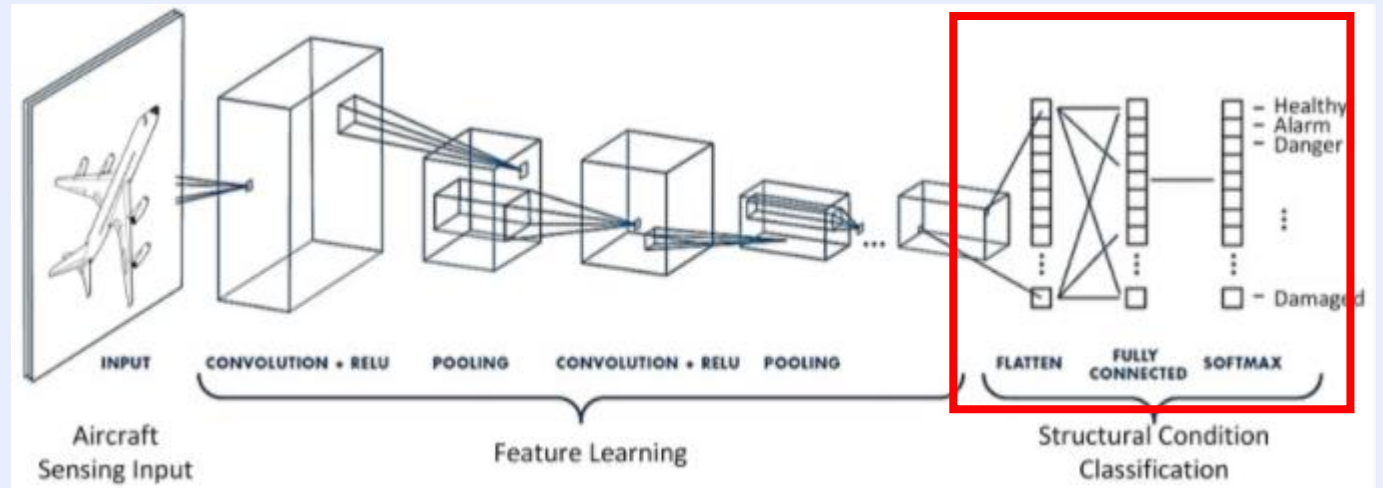 Healthy
Alarm
Danger
Damaged
INPUT
CONVOLUTION + RELU
POOLING
CONVOLUTION + RELU
POOLING
...
FLATTEN
FULLY
CONNECTED
SOFTMAX
Aircraft
Sensing Input
Feature Learning
Structural Condition
Classification